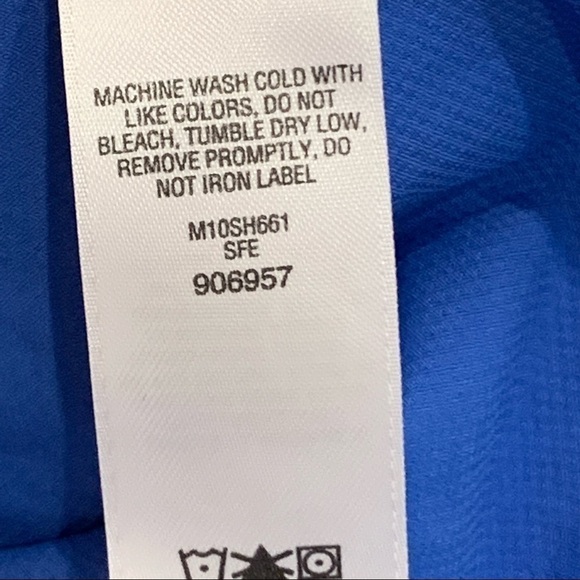 MACHINE WASH COLD WITH
LIKE COLORS, DO NOT
BLEACH, TUMBLE DRY LOW,
REMOVE PROMPTLY, DO
NOT IRON LABEL
M10SH661
SFE
906957